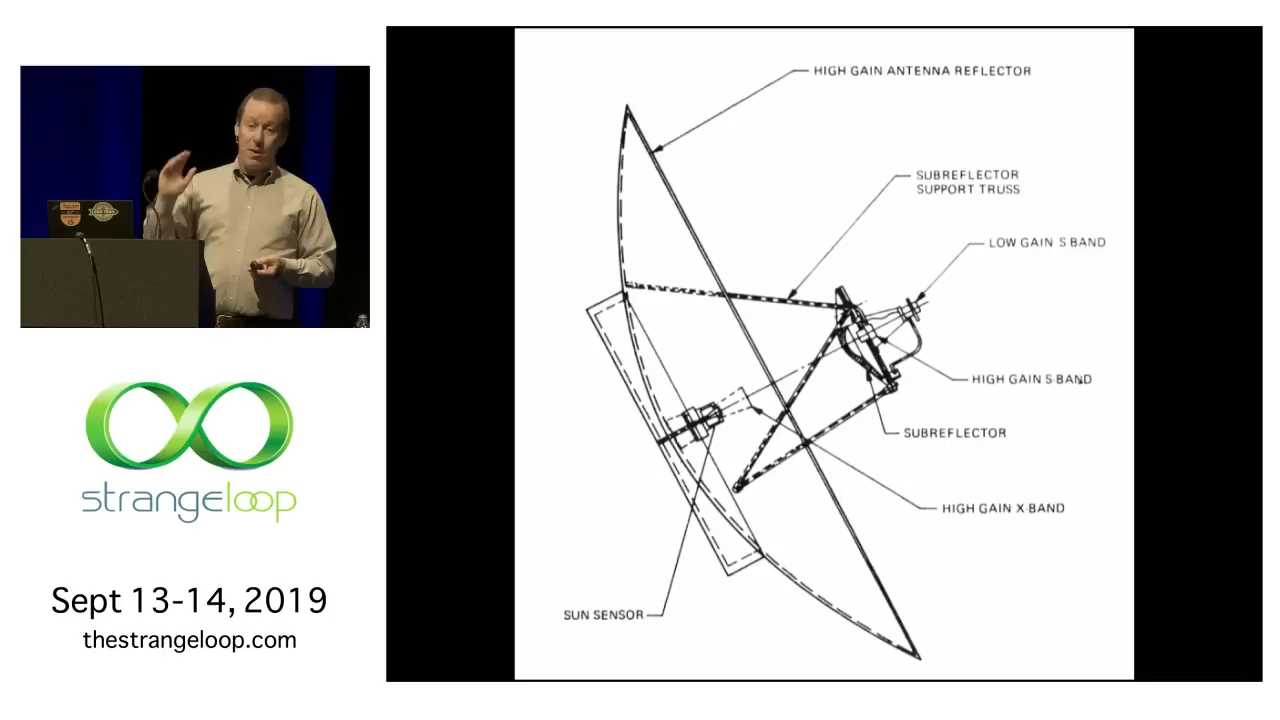 HIGH GAIN ANTENNA REFLECTOR
SUBREFLECTOR
SUPPORT TRUSS
LOW GAIN S BAND
HIGH GAIN S-BAND
SUBREFLECTOR
HIGH GAIN X-BAND
SUN SENSOR
strangeloop
Sept 13-14, 2019
thestrangeloop.com